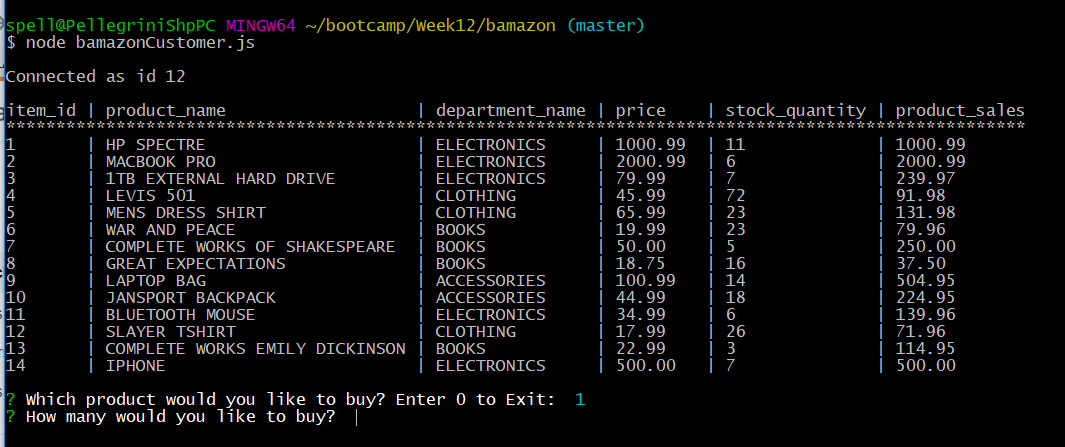 spell@PellegriniShpPC MINGW64 ~/bootcamp/Week12/bamazon (master)
$ node bamazonCustomer.js
Connected as id 12
item_id | product_name | department_name | price | stock_quantity | product_sales
******************************************************************************************************
1 | HP SPECTRE | ELECTRONICS | 1000.99 | 11 | 1000.99
2 | MACBOOK PRO | ELECTRONICS | 2000.99 | 6 | 2000.99
3 | 1TB EXTERNAL HARD DRIVE | ELECTRONICS | 79.99 | 7 | 239.97
4 | LEVIS 501 | CLOTHING | 45.99 | 72 | 91.98
5 | MENS DRESS SHIRT | CLOTHING | 65.99 | 23 | 131.98
6 | WAR AND PEACE | BOOKS | 19.99 | 23 | 79.96
7 | COMPLETE WORKS OF SHAKESPEARE | BOOKS | 50.00 | 5 | 250.00
8 | GREAT EXPECTATIONS | BOOKS | 18.75 | 16 | 37.50
9 | LAPTOP BAG | ACCESSORIES | 100.99 | 14 | 504.95
10 | JANSPORT BACKPACK | ACCESSORIES | 44.99 | 18 | 224.95
11 | BLUETOOTH MOUSE | ELECTRONICS | 34.99 | 6 | 139.96
12 | SLAYER TSHIRT | CLOTHING | 17.99 | 26 | 71.96
13 | COMPLETE WORKS EMILY DICKINSON | BOOKS | 22.99 | 3 | 114.95
14 | IPHONE | ELECTRONICS | 500.00 | 7 | 500.00
? Which product would you like to buy? Enter 0 to Exit: 1
? How many would you like to buy?